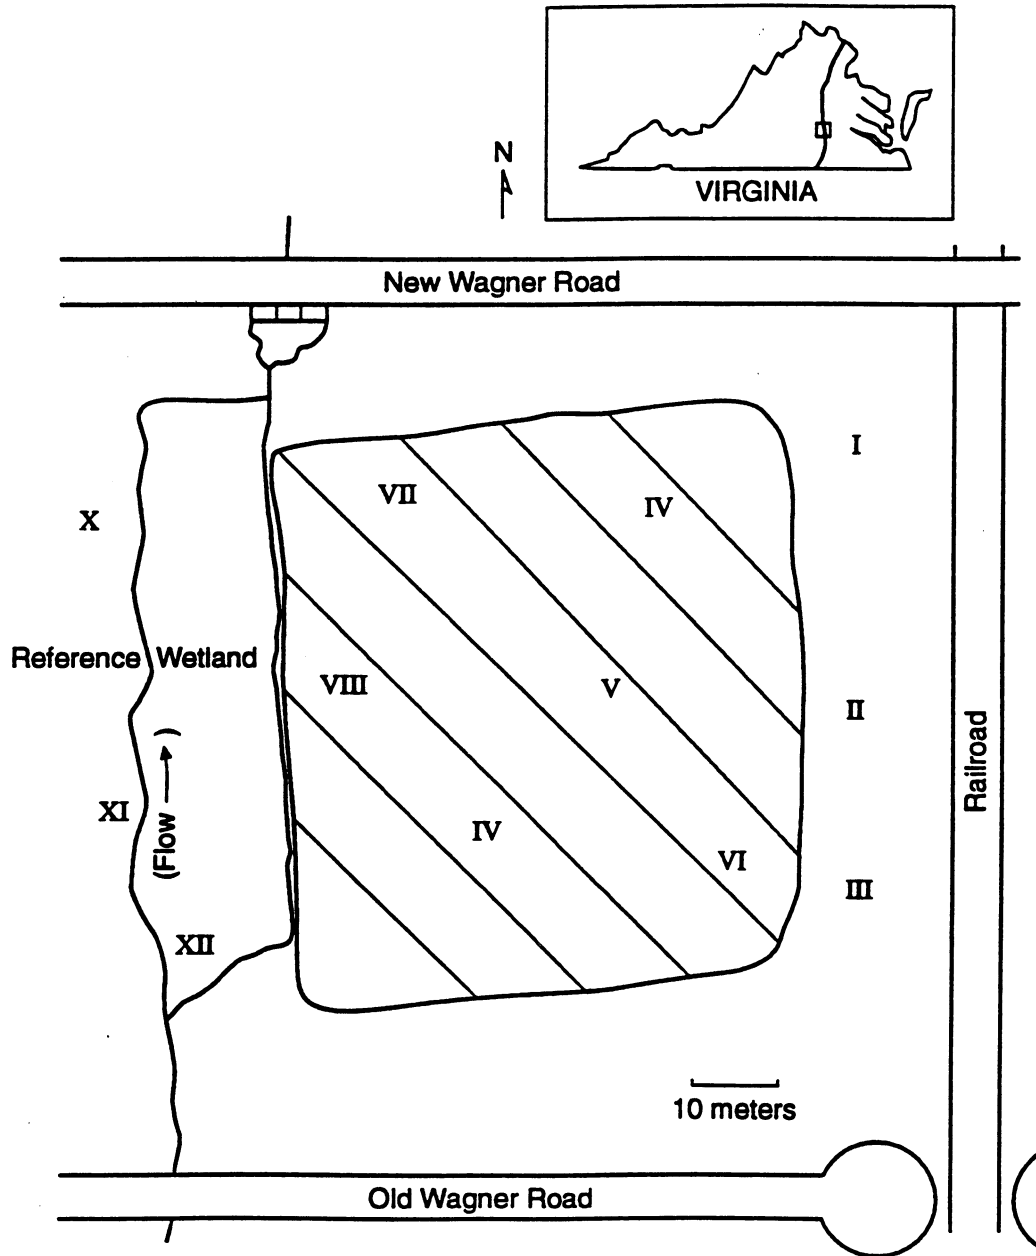 N
VIRGINIA
New Wagner Road
I
VII
IV
X
Reference Wetland
VIII
V
II
Railroad
XI
(Flow → )
IV
VI
III
XII
10 meters
Old Wagner Road